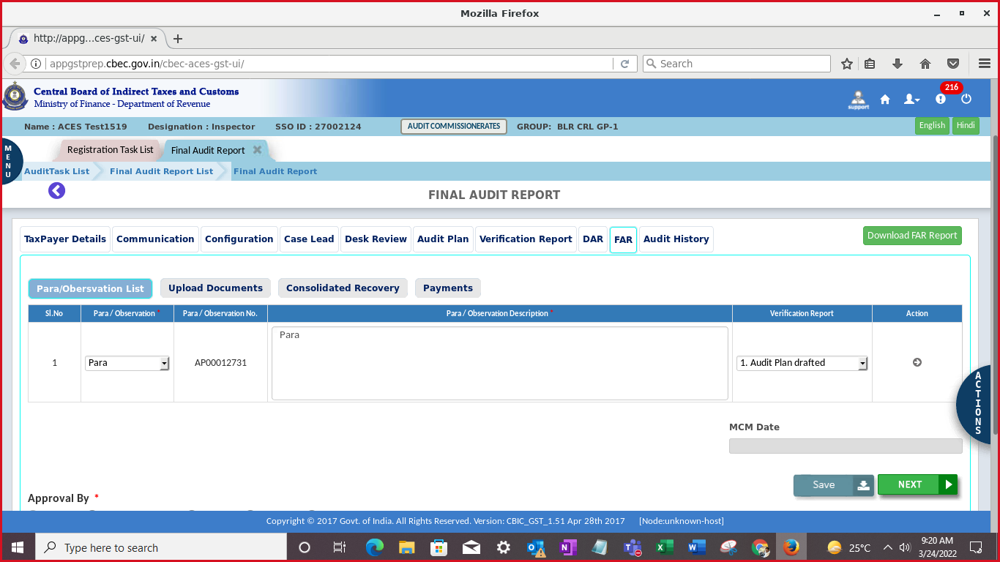 Mozilla Firefox
http://appg...ces-gst-ui/
appgstprep.cbec.gov.in/cbec-aces-gst-ui/
Search
Central Board of Indirect Taxes and Customs
Ministry of Finance - Department of Revenue
support
216
Name : ACES Test1519 Designation : Inspector SSO ID : 27002124 AUDIT COMMISSIONERATES GROUP: BLR CRL GP-1 English Hindi
MENU
Registration Task List Final Audit Report
AuditTask List Final Audit Report List Final Audit Report
FINAL AUDIT REPORT
TaxPayer Details Communication Configuration Case Lead Desk Review Audit Plan Verification Report DAR FAR Audit History Download FAR Report
Para/Obersvation List Upload Documents Consolidated Recovery Payments
Sl.No Para / Observation * Para / Observation No. Para / Observation Description * Verification Report Action
1 Para AP00012731 Para 1. Audit Plan drafted
ACTIONS
MCM Date
Save NEXT
Approval By *
Copyright © 2017 Govt. of India. All Rights Reserved. Version: CBIC_GST_1.51 Apr 28th 2017 [Node:unknown-host]
Type here to search
25°C
9:20 AM
3/24/2022